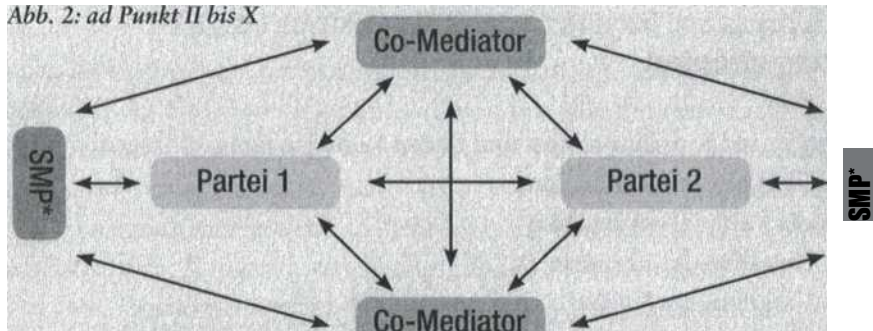 Abb. 2: ad Punkt II bis X
Co-Mediator
SMP*
Partei 1
Partei 2
SMP*
Co-Mediator